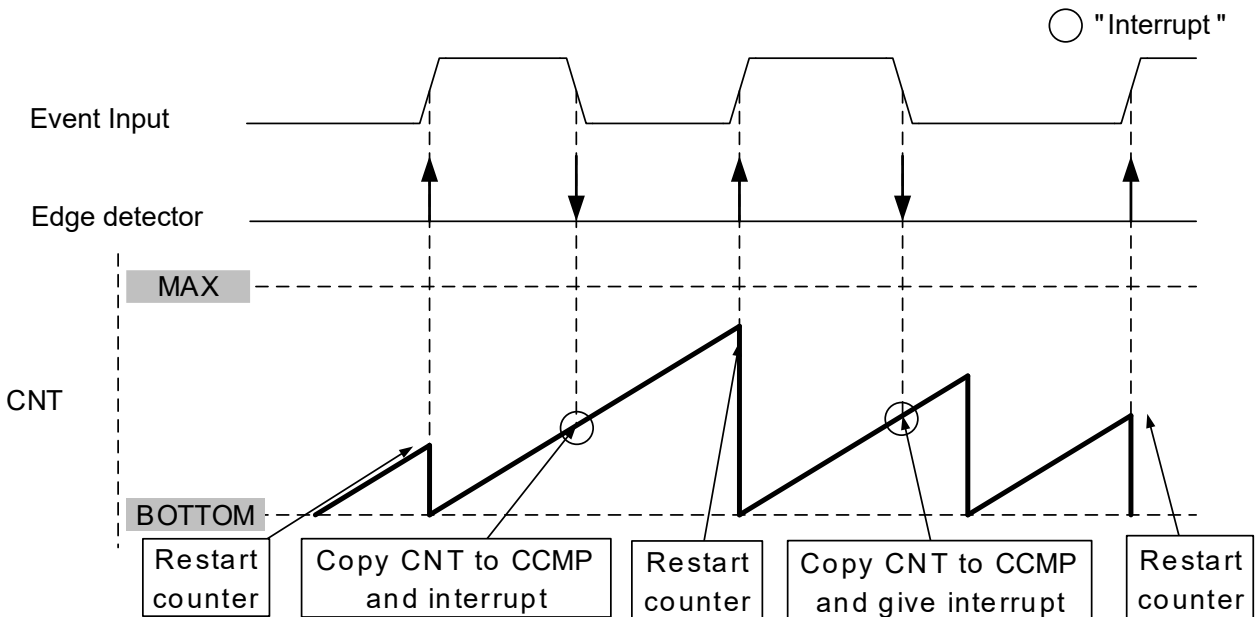 "Interrupt"
Event Input
Edge detector
MAX
CNT
BOTTOM
Restart
counter
Copy CNT to CCMP
and interrupt
Restart
counter
Copy CNT to CCMP
and give interrupt
Restart
counter